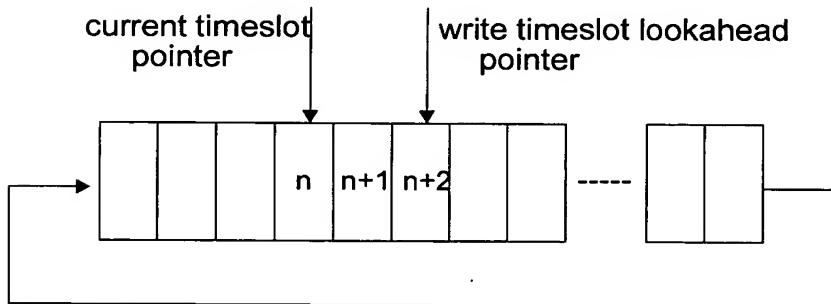 current timeslot
pointer
write timeslot lookahead
pointer
n
n+1
n+2